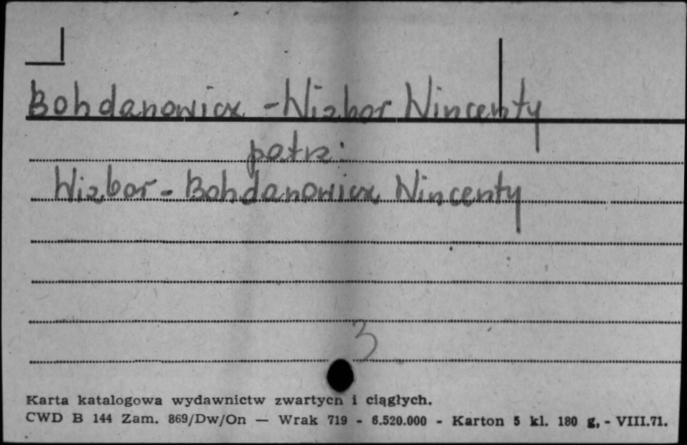 Bohdanowicz - Wizbor Wincenty
patrz:
Wizbor - Bohdanowicz Wincenty
3
Karta katalogowa wydawnictw zwartych i ciągłych.
CWD B 144 Zam. 869/Dw/On — Wrak 719 - 6.520.000 - Karton 5 kl. 180 g, - VIII.71.